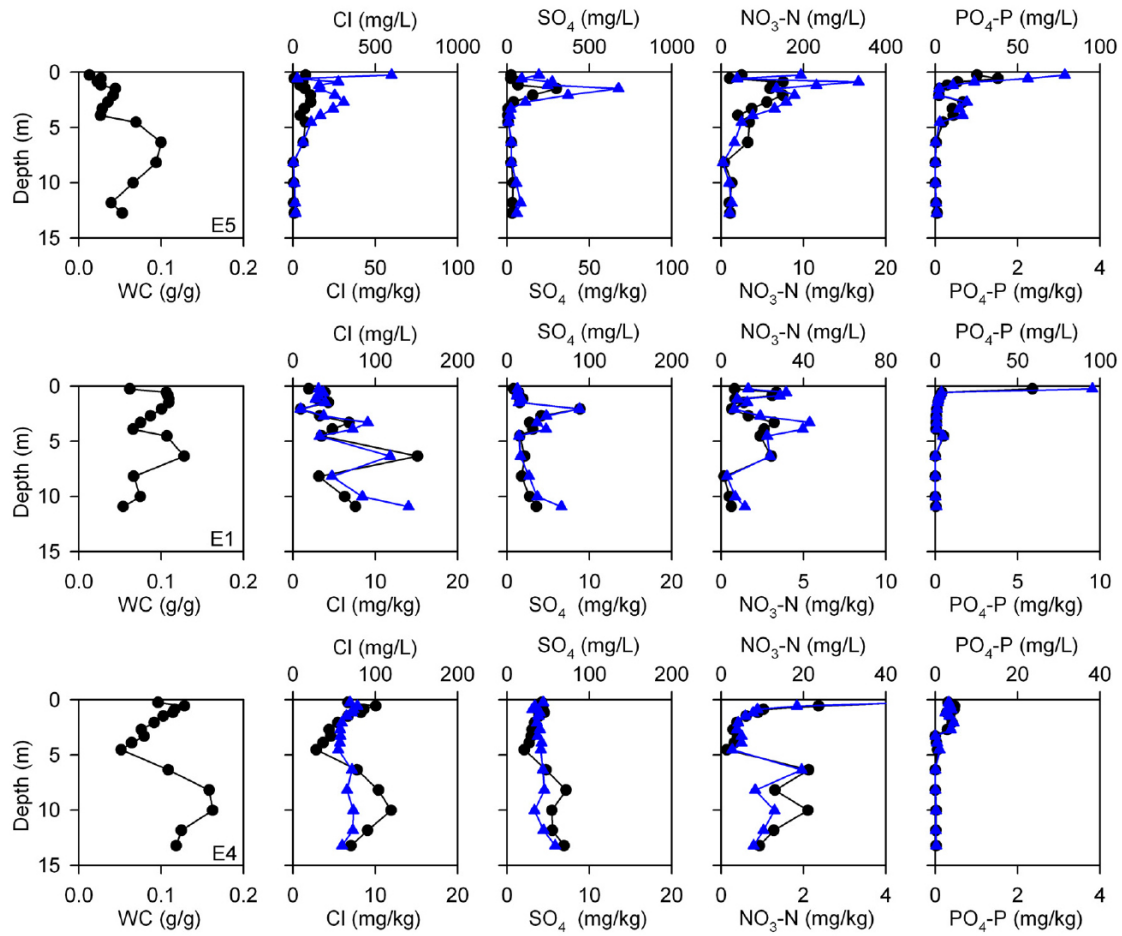 Cl (mg/L) SO4 (mg/L) NO3-N (mg/L) PO4-P (mg/L)
0 500 1000 0 500 1000 0 200 400 0 50 100
Depth (m)
0
5
10
15
E5
0.0 0.1 0.2 0 50 100 0 50 100 0 10 20 0 2 4
WC (g/g) Cl (mg/kg) SO4 (mg/kg) NO3-N (mg/kg) PO4-P (mg/kg)
Cl (mg/L) SO4 (mg/L) NO3-N (mg/L) PO4-P (mg/L)
0 100 200 0 100 200 0 40 80 0 50 100
Depth (m)
0
5
10
15
E1
0.0 0.1 0.2 0 10 20 0 10 20 0 5 10 0 5 10
WC (g/g) Cl (mg/kg) SO4 (mg/kg) NO3-N (mg/kg) PO4-P (mg/kg)
Cl (mg/L) SO4 (mg/L) NO3-N (mg/L) PO4-P (mg/L)
0 100 200 0 100 200 0 20 40 0 20 40
Depth (m)
0
5
10
15
E4
0.0 0.1 0.2 0 10 20 0 10 20 0 2 4 0 2 4
WC (g/g) Cl (mg/kg) SO4 (mg/kg) NO3-N (mg/kg) PO4-P (mg/kg)